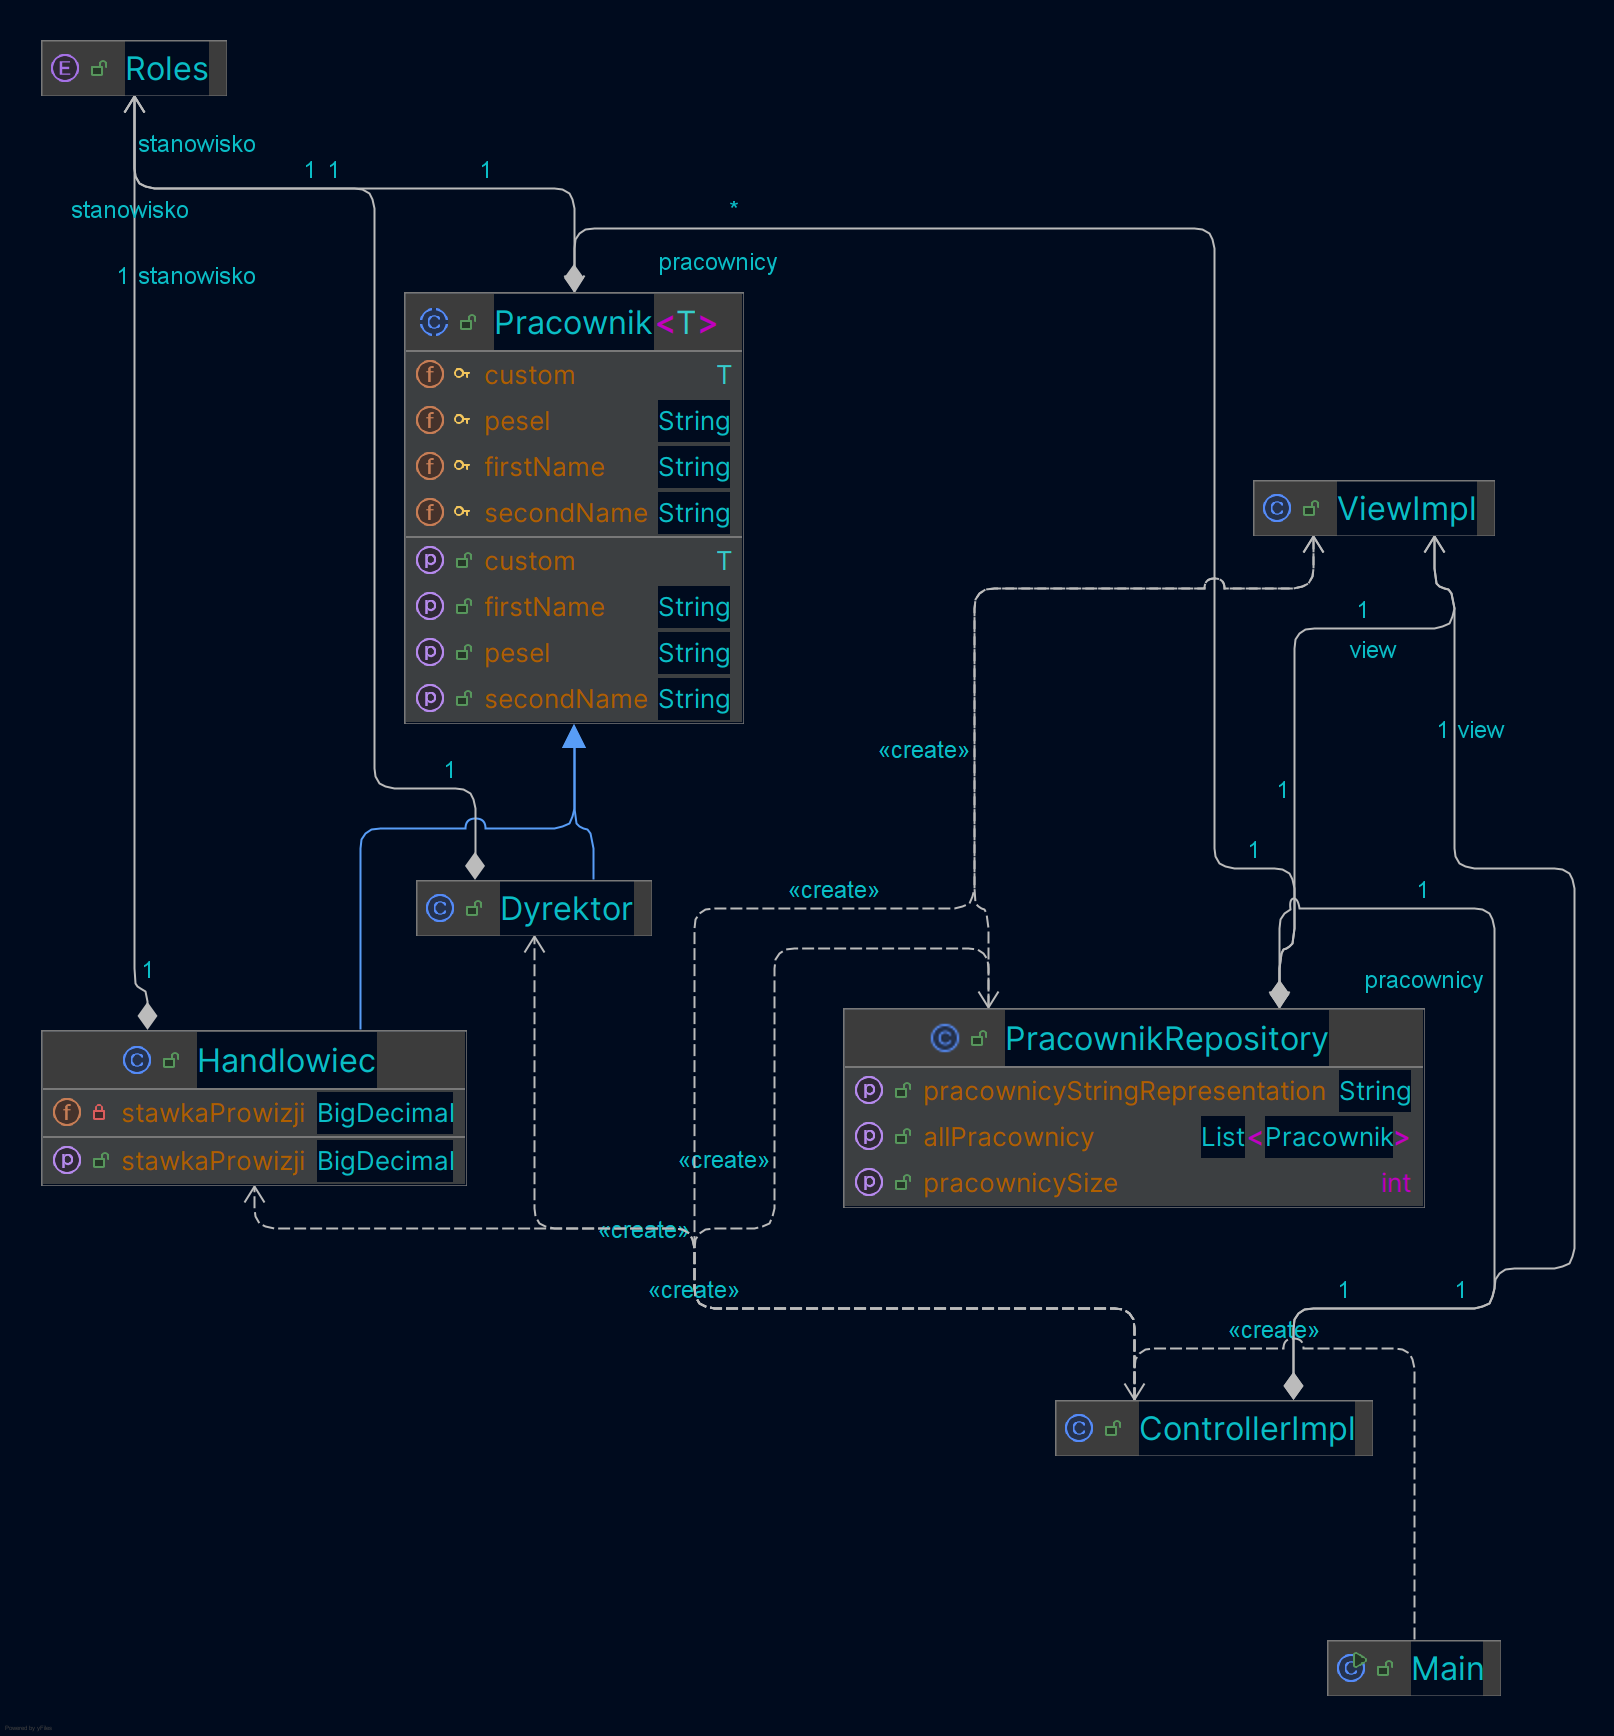 E Roles
stanowisko
1 1 1
*
stanowisko
pracownicy
1 stanowisko
C Pracownik<T>
f custom T
f pesel String
f firstName String
f secondName String
p custom T
p firstName String
p pesel String
p secondName String
C ViewImpl
1
view
1 view
«create»
1
1
1
«create»
1
C Dyrektor
1
pracownicy
C Handlowiec
f stawkaProwizji BigDecimal
p stawkaProwizji BigDecimal
C PracownikRepository
p pracownicyStringRepresentation String
p allPracownicy List<Pracownik>
p pracownicySize int
«create»
«create»
«create»
1 1
«create»
C ControllerImpl
C Main
Powered by yFiles